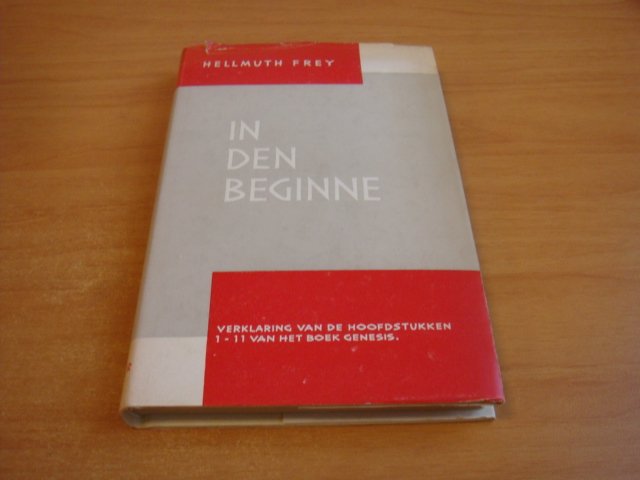 HELLMUTH FREY
IN
DEN
BEGINNE
VERKLARING VAN DE HOOFDSTUKKEN
1 - 11 VAN HET BOEK GENESIS.